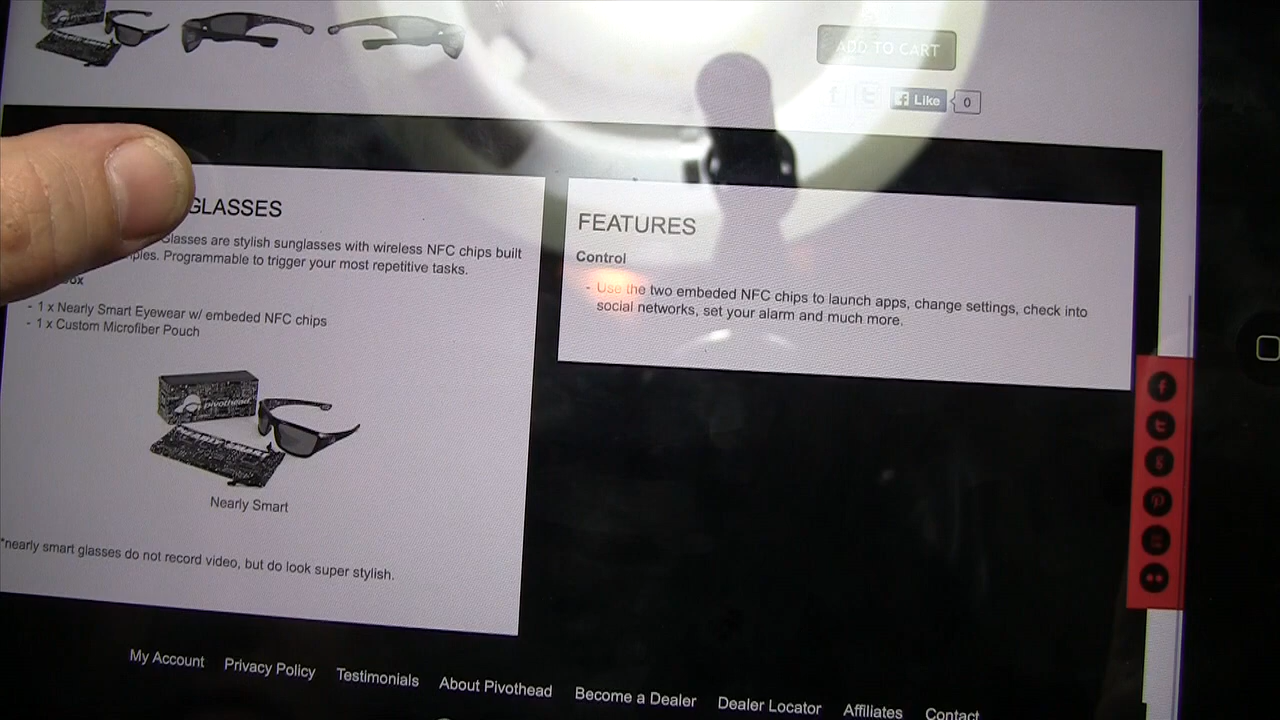 ADD TO CART
Like
0
GLASSES
Glasses are stylish sunglasses with wireless NFC chips built
Programmable to trigger your most repetitive tasks.
- 1 x Nearly Smart Eyewear w/ embeded NFC chips
- 1 x Custom Microfiber Pouch
pivothead
NEARLY SMART
Nearly Smart
*nearly smart glasses do not record video, but do look super stylish.
FEATURES
Control
- Use the two embeded NFC chips to launch apps, change settings, check into
social networks, set your alarm and much more.
My Account Privacy Policy Testimonials About Pivothead Become a Dealer Dealer Locator Affiliates Contact